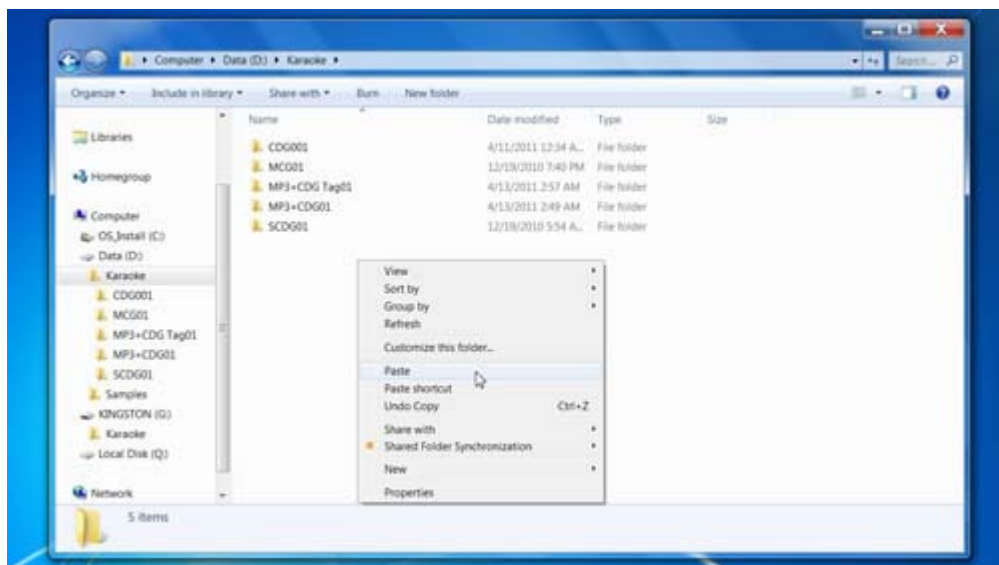 Computer ▸ Data (D:) ▸ Karaoke ▸
Search...
Organize Include in library Share with Burn New folder
Name Date modified Type Size
CDG001 4/11/2011 12:34 A... File folder
MCG01 12/19/2010 7:40 PM File folder
MP3+CDG Tag01 4/13/2011 2:57 AM File folder
MP3+CDG01 4/13/2011 2:49 AM File folder
SCDG01 12/19/2010 5:54 A... File folder
Libraries
Homegroup
Computer
OS_Install (C:)
Data (D:)
Karaoke
CDG001
MCG01
MP3+CDG Tag01
MP3+CDG01
SCDG01
Samples
KINGSTON (G:)
Karaoke
Local Disk (Q:)
Network
View
Sort by
Group by
Refresh
Customize this folder...
Paste
Paste shortcut
Undo Copy Ctrl+Z
Share with
Shared Folder Synchronization
New
Properties
5 items